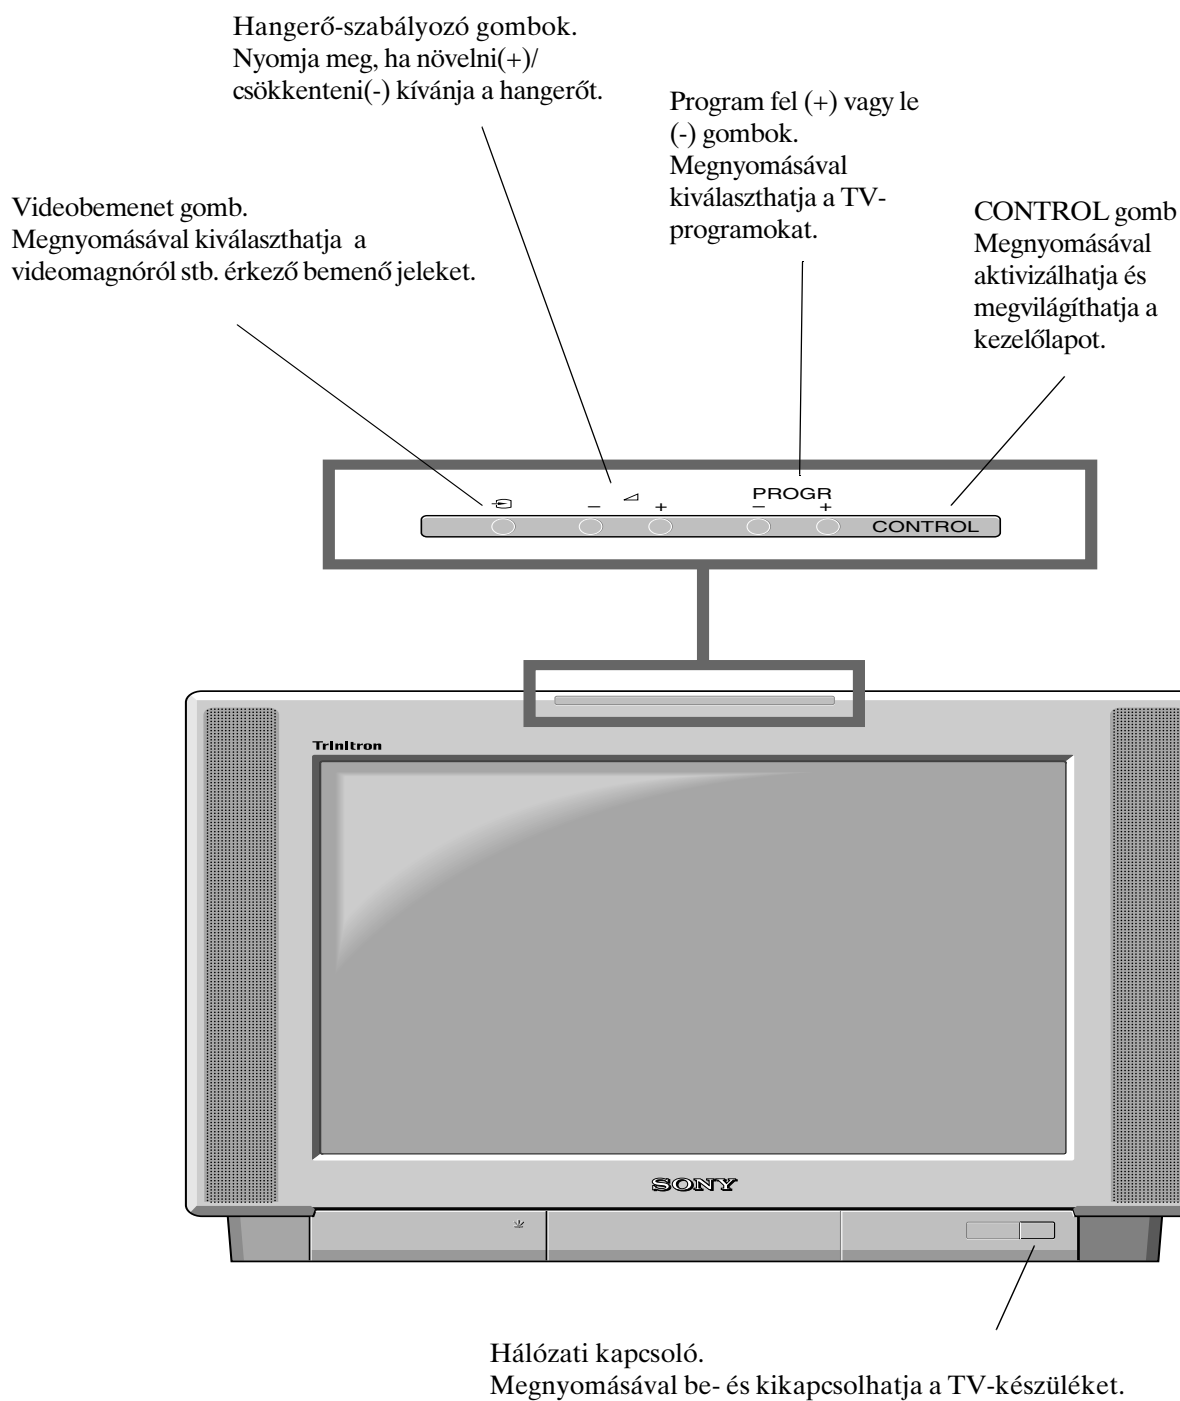 Hangerő-szabályozó gombok.
Nyomja meg, ha növelni(+)/
csökkenteni(-) kívánja a hangerőt.
Program fel (+) vagy le
(-) gombok.
Megnyomásával
kiválaszthatja a TV-
programokat.
Videobemenet gomb.
Megnyomásával kiválaszthatja a
videomagnóról stb. érkező bemenő jeleket.
CONTROL gomb
Megnyomásával
aktivizálhatja és
megvilágíthatja a
kezelőlapot.
PROGR
– + – +
CONTROL
Trinitron
SONY
Hálózati kapcsoló.
Megnyomásával be- és kikapcsolhatja a TV-készüléket.